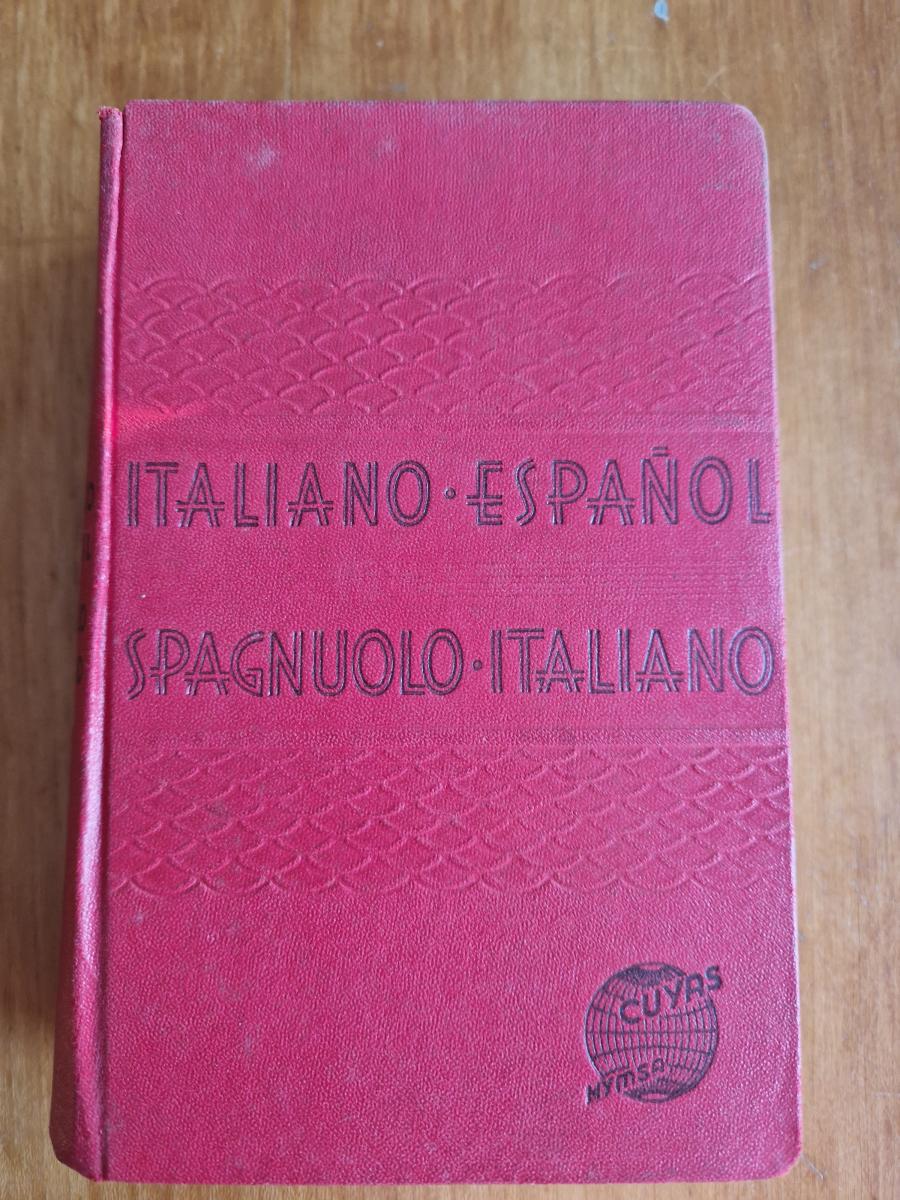 ITALIANO · ESPAÑOL
SPAGNUOLO · ITALIANO
CUYAS
HYMSA